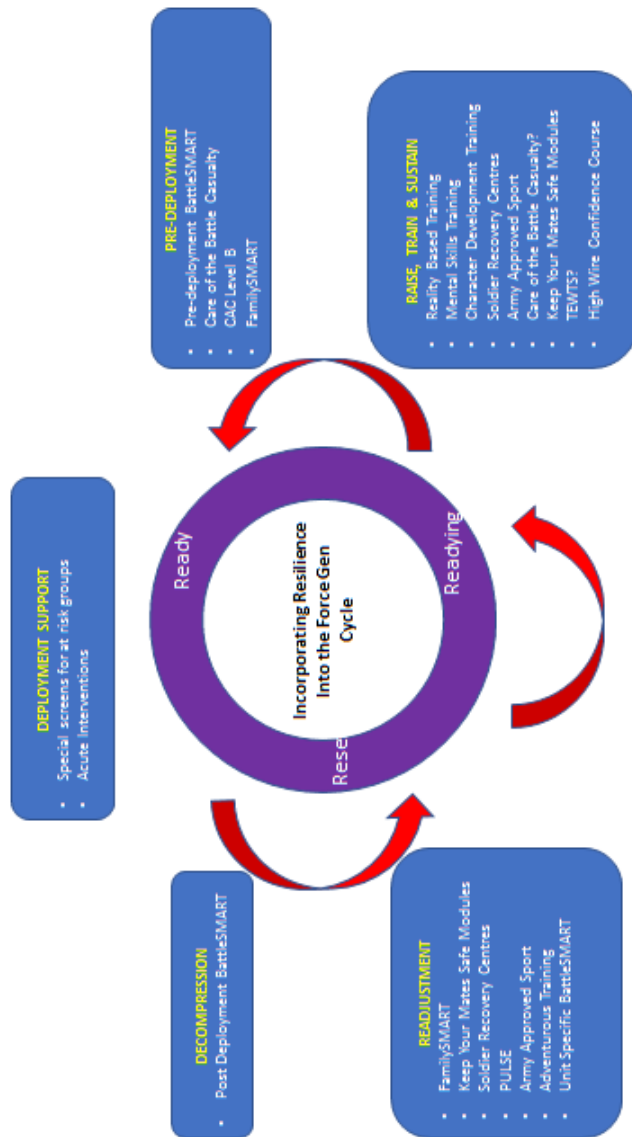 DEPLOYMENT SUPPORT
• Special screens for at risk groups
• Acute Interventions
DECOMPRESSION
• Post Deployment BattleSMART
PRE-DEPLOYMENT
• Pre-deployment BattleSMART
• Care of the Battle Casualty
• CAC Level B
• FamilySMART
Ready
Incorporating Resilience
Into the Force Gen
Cycle
Rese
Readying
READJUSTMENT
• FamilySMART
• Keep Your Mates Safe Modules
• Soldier Recovery Centres
• PULSE
• Army Approved Sport
• Adventurous Training
• Unit Specific BattleSMART
RAISE, TRAIN & SUSTAIN
• Reality Based Training
• Mental Skills Training
• Character Development Training
• Soldier Recovery Centres
• Army Approved Sport
• Care of the Battle Casualty?
• Keep Your Mates Safe Modules
• TEWTS?
• High Wire Confidence Course